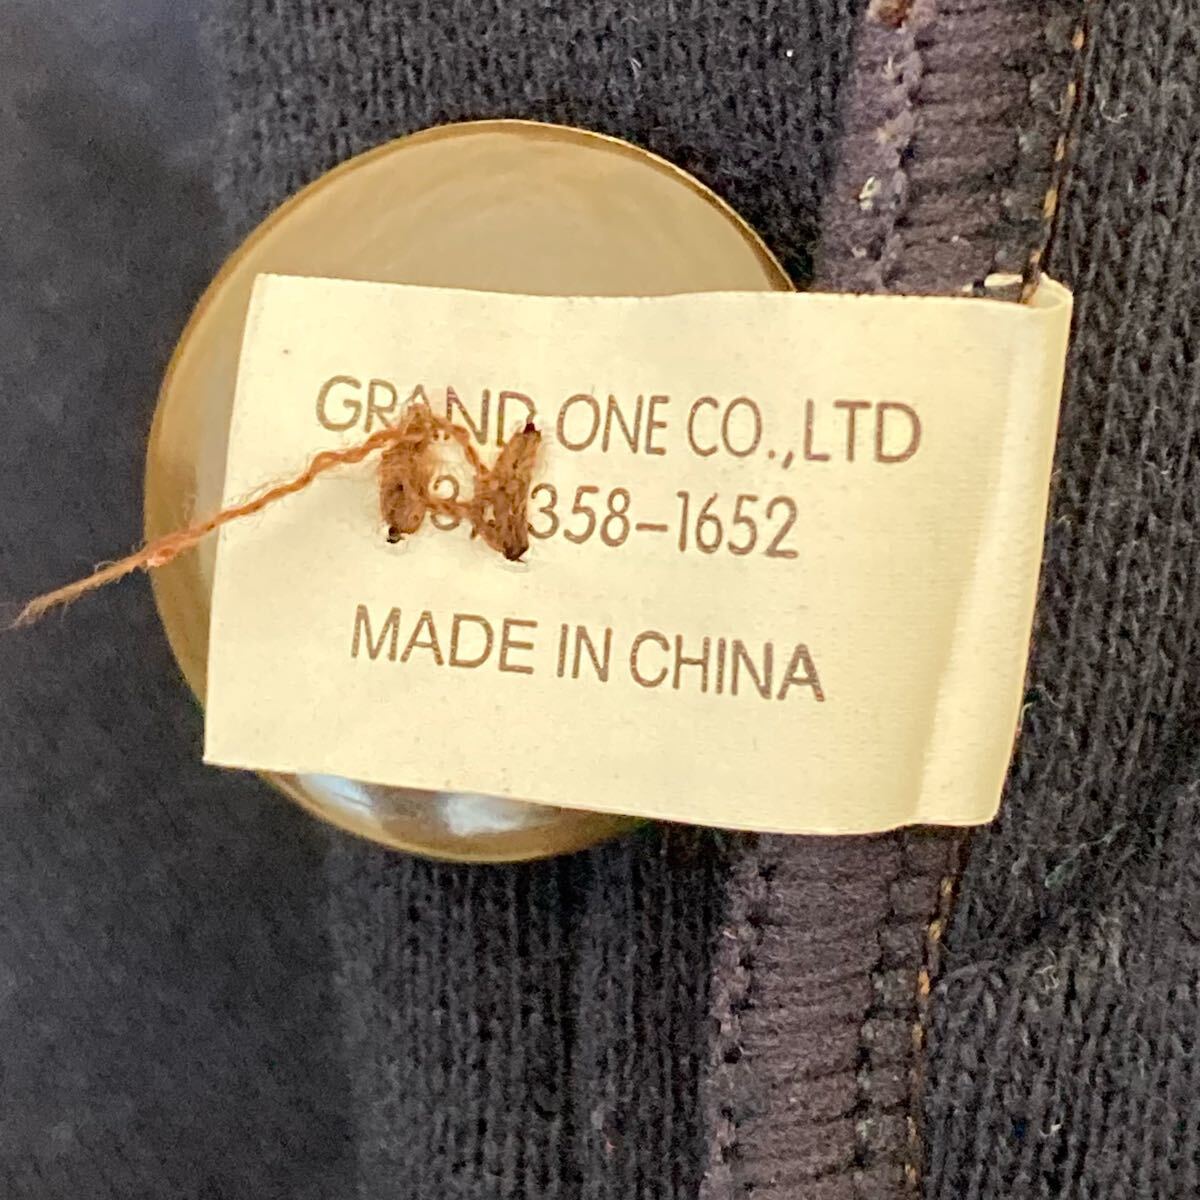 GRAND ONE CO.,LTD
358-1652
MADE IN CHINA